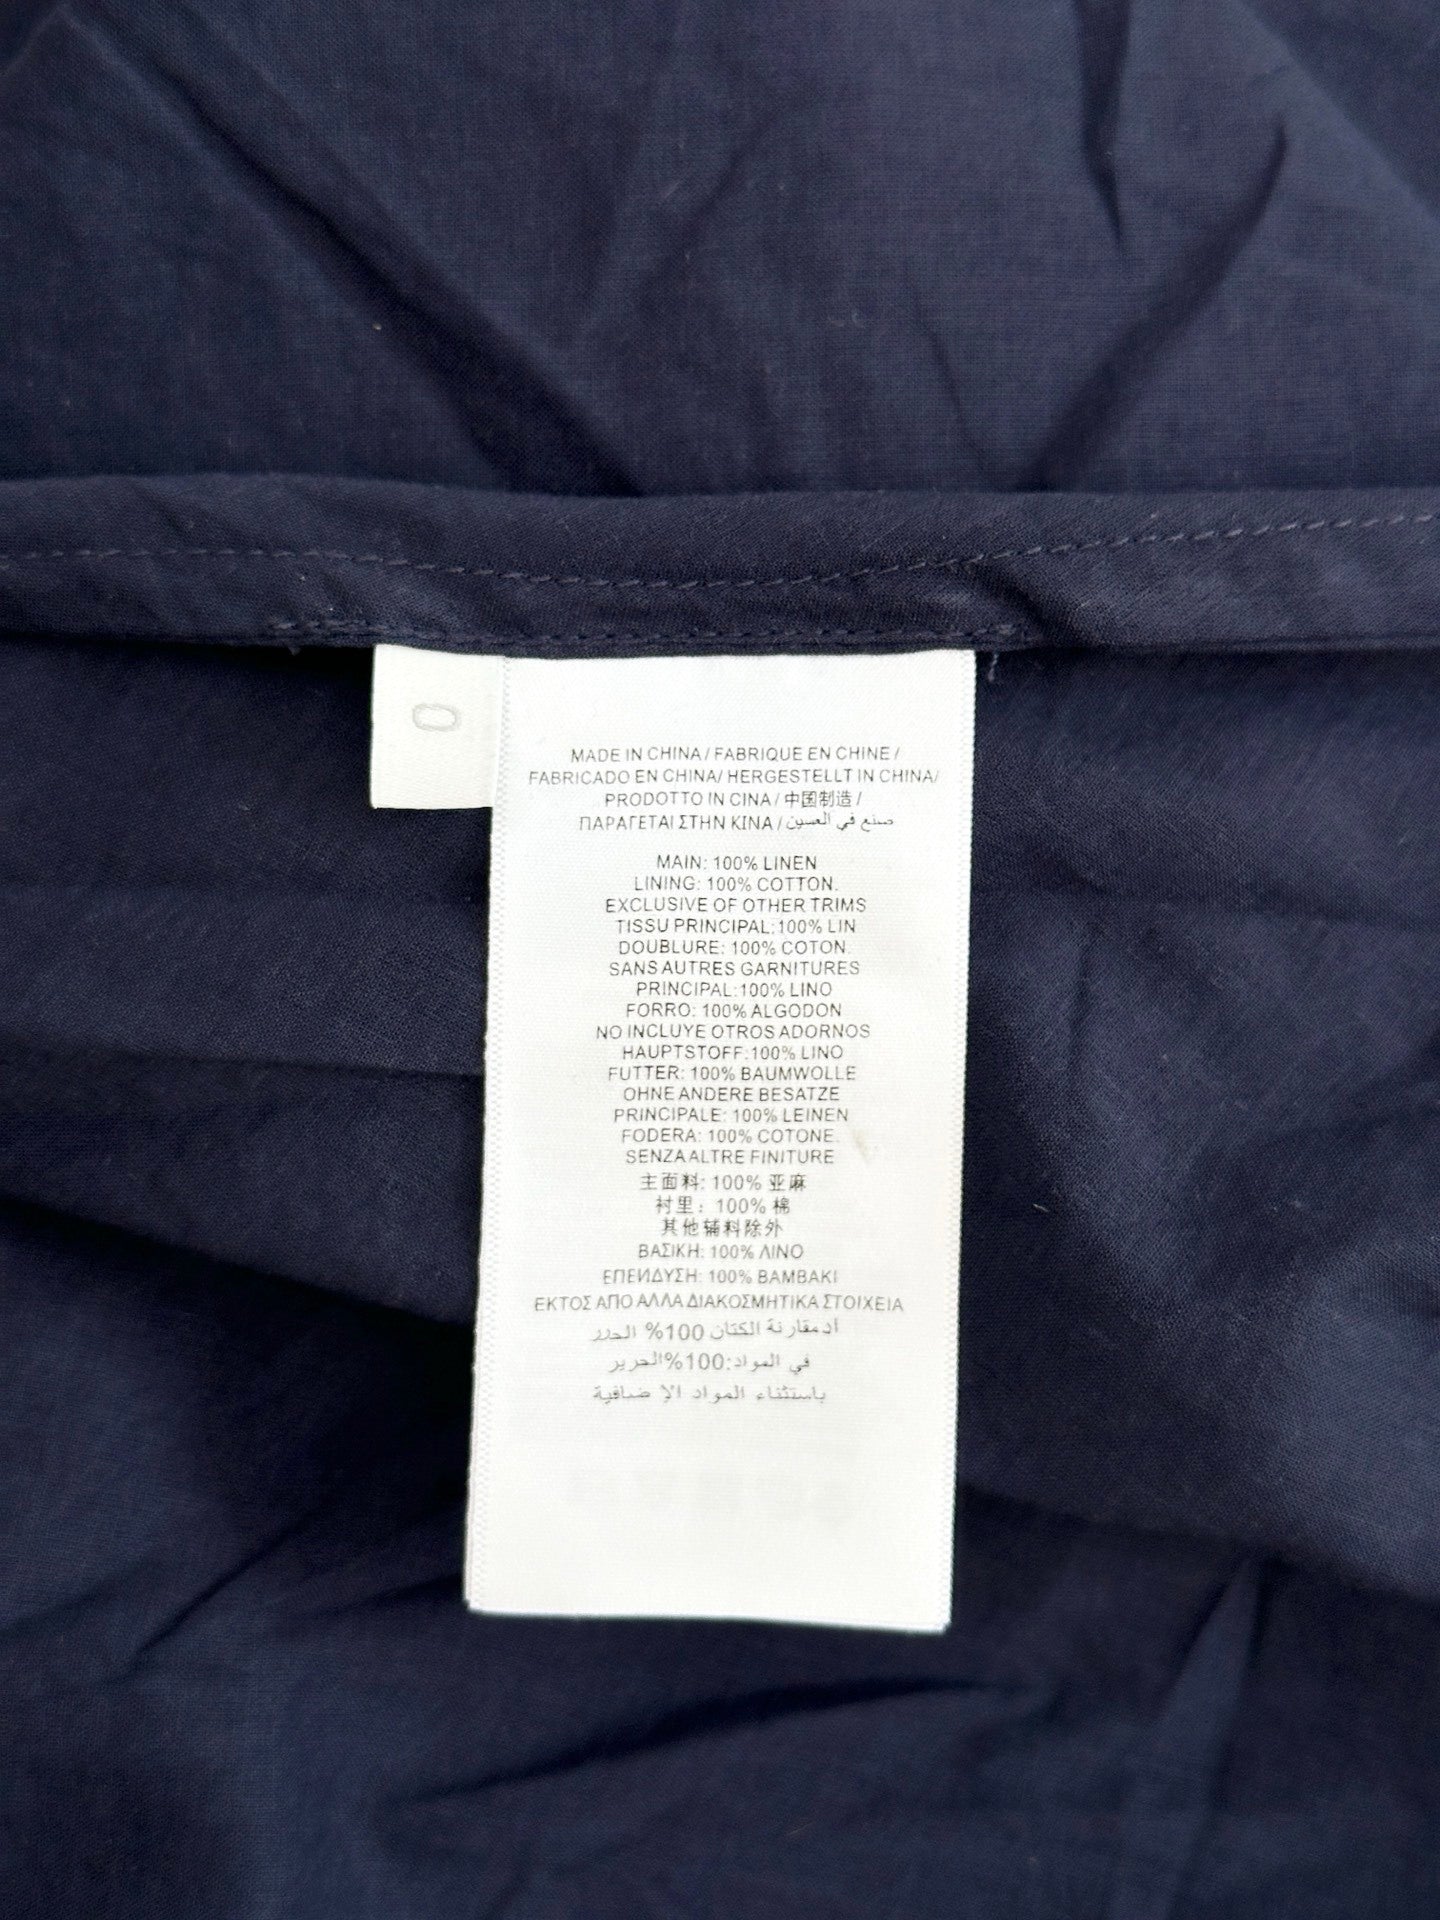 0
MADE IN CHINA / FABRIQUE EN CHINE /
FABRICADO EN CHINA/ HERGESTELLT IN CHINA/
PRODOTTO IN CINA / 中国制造 /
ΠΑΡΑΓΕΤΑΙ ΣΤΗΝ ΚΙΝΑ / صنع في العسين
MAIN: 100% LINEN
LINING: 100% COTTON.
EXCLUSIVE OF OTHER TRIMS
TISSU PRINCIPAL:100% LIN
DOUBLURE: 100% COTON.
SANS AUTRES GARNITURES
PRINCIPAL:100% LINO
FORRO: 100% ALGODON
NO INCLUYE OTROS ADORNOS
HAUPTSTOFF:100% LINO
FUTTER: 100% BAUMWOLLE
OHNE ANDERE BESATZE
PRINCIPALE: 100% LEINEN
FODERA: 100% COTONE.
SENZA ALTRE FINITURE
主面料: 100% 亚麻
衬里: 100% 棉
其他辅料除外
ΒΑΣΙΚΗ: 100% ΛΙΝΟ
ΕΠΕИΔΥΣΗ: 100% ΒΑΜΒΑΚΙ
ΕΚΤΟΣ ΑΠΟ ΑΛΛΑ ΔΙΑΚΟΣΜΗΤΙΚΑ ΣΤΟΙΧΕΙΑ
مقارنة الكتان 100%
في المواد:100%الحرير
باستثناء المواد الإ ضافية